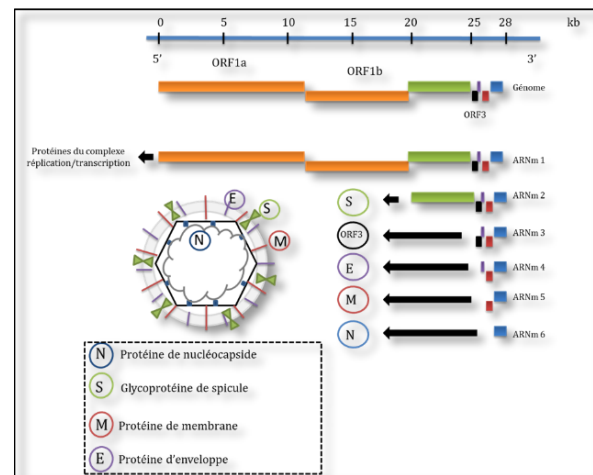 0 5 10 15 20 25 28 kb
5' ORF1a ORF1b 3'
Génome
ORF3
Protéines du complexe
réplication/transcription
ARNm 1
S ARNm 2
ORF3 ARNm 3
E ARNm 4
M ARNm 5
N ARNm 6
E
S
N
M
N Protéine de nucléocapside
S Glycoprotéine de spicule
M Protéine de membrane
E Protéine d'enveloppe